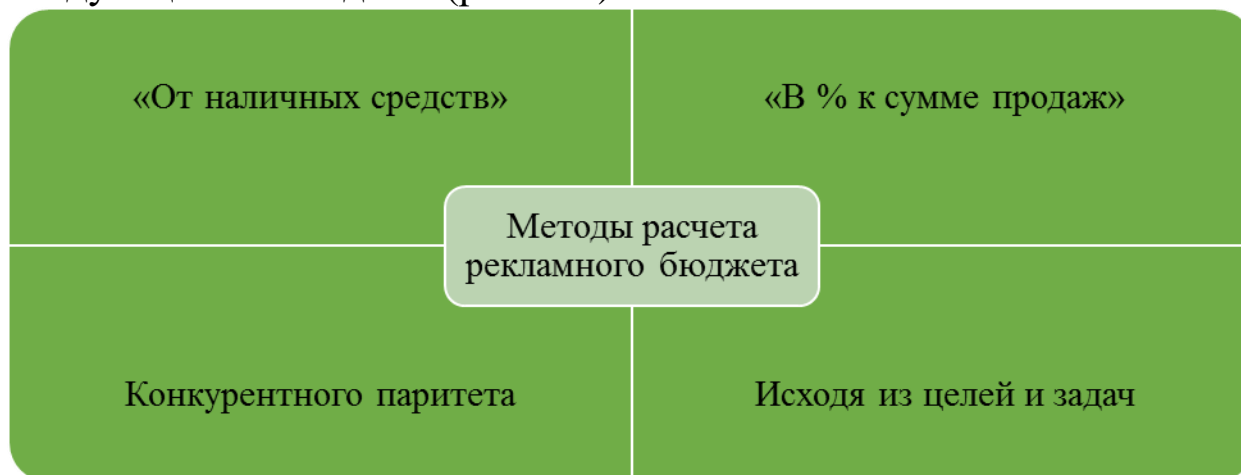 «От наличных средств»
«В % к сумме продаж»
Методы расчета
рекламного бюджета
Конкурентного паритета
Исходя из целей и задач